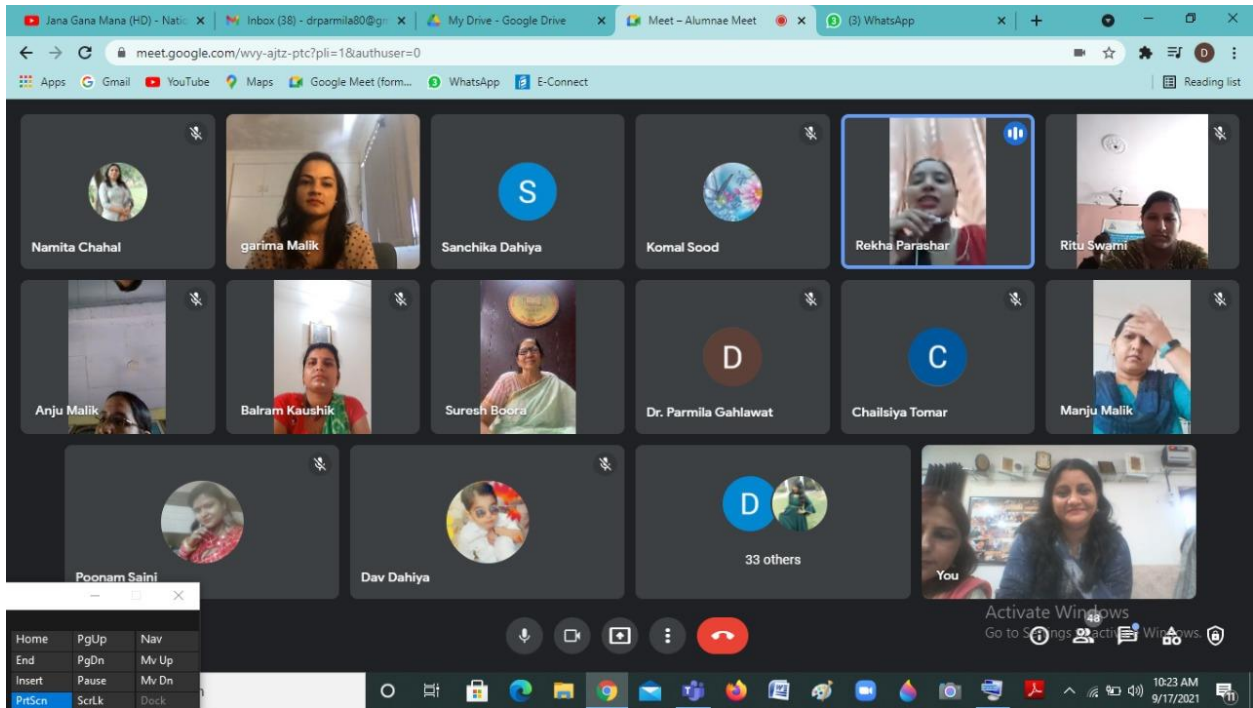 Jana Gana Mana (HD) - Natic
Inbox (38) - drparmila80@gm
My Drive - Google Drive
Meet – Alumnae Meet
(3) WhatsApp
meet.google.com/wvy-ajtz-ptc?pli=1&authuser=0
Apps Gmail YouTube Maps Google Meet (form... WhatsApp E-Connect Reading list
Namita Chahal
garima Malik
S
Sanchika Dahiya
Komal Sood
Rekha Parashar
Ritu Swami
Anju Malik
Balram Kaushik
Suresh Boora
D
Dr. Parmila Gahlawat
C
Chailsiya Tomar
Manju Malik
Poonam Saini
Dav Dahiya
D
33 others
You
Activate Windows
Go to Settings to activate Windows.
48
Home PgUp Nav
End PgDn Mv Up
Insert Pause Mv Dn
PrtScn ScrLk Dock
10:23 AM
9/17/2021